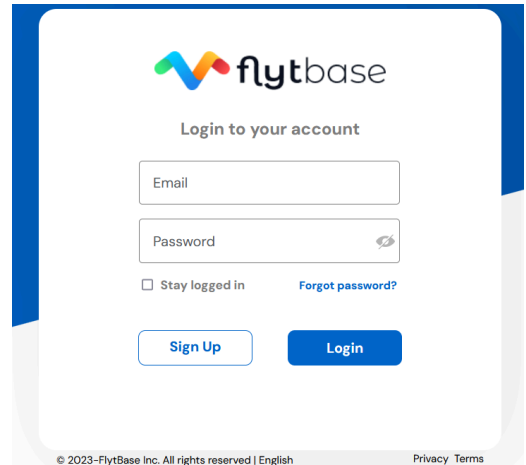 flytbase
Login to your account
Email
Password
Stay logged in Forgot password?
Sign Up Login
© 2023-FlytBase Inc. All rights reserved | English Privacy Terms